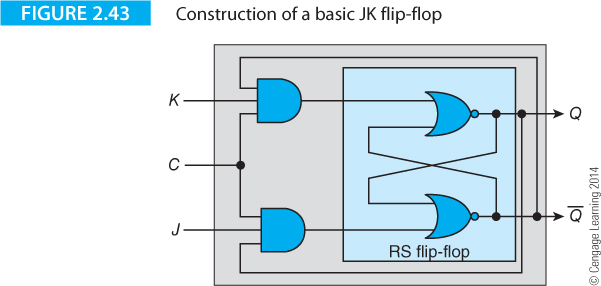 FIGURE 2.43 Construction of a basic JK flip-flop
K
Q
C
J
Q̅
RS flip-flop
© Cengage Learning 2014